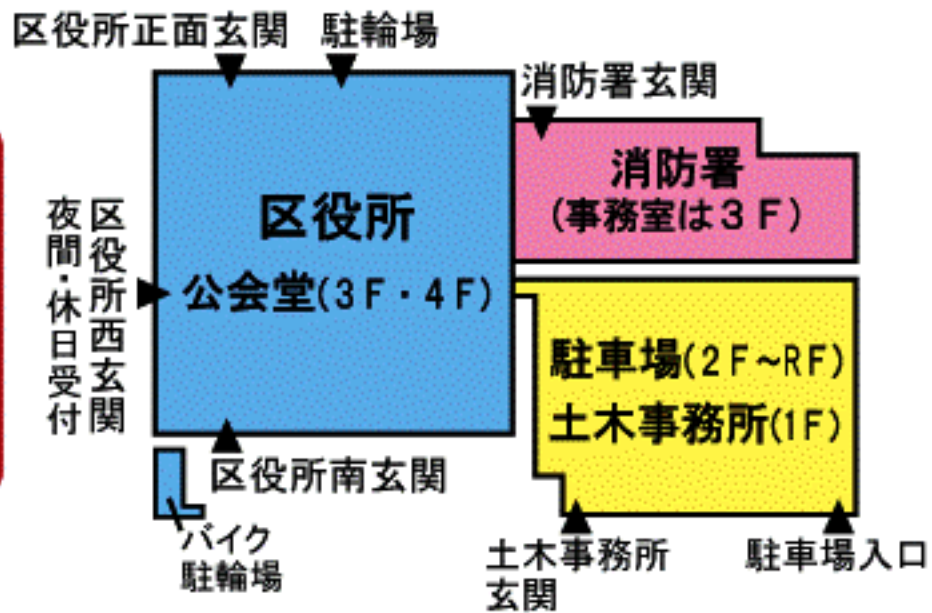 区役所正面玄関
駐輪場
消防署玄関
消防署
(事務室は3F)
区役所
公会堂(3F・4F)
区役所西玄関
夜間・休日受付
駐車場(2F~RF)
土木事務所(1F)
区役所南玄関
バイク
駐輪場
土木事務所
玄関
駐車場入口